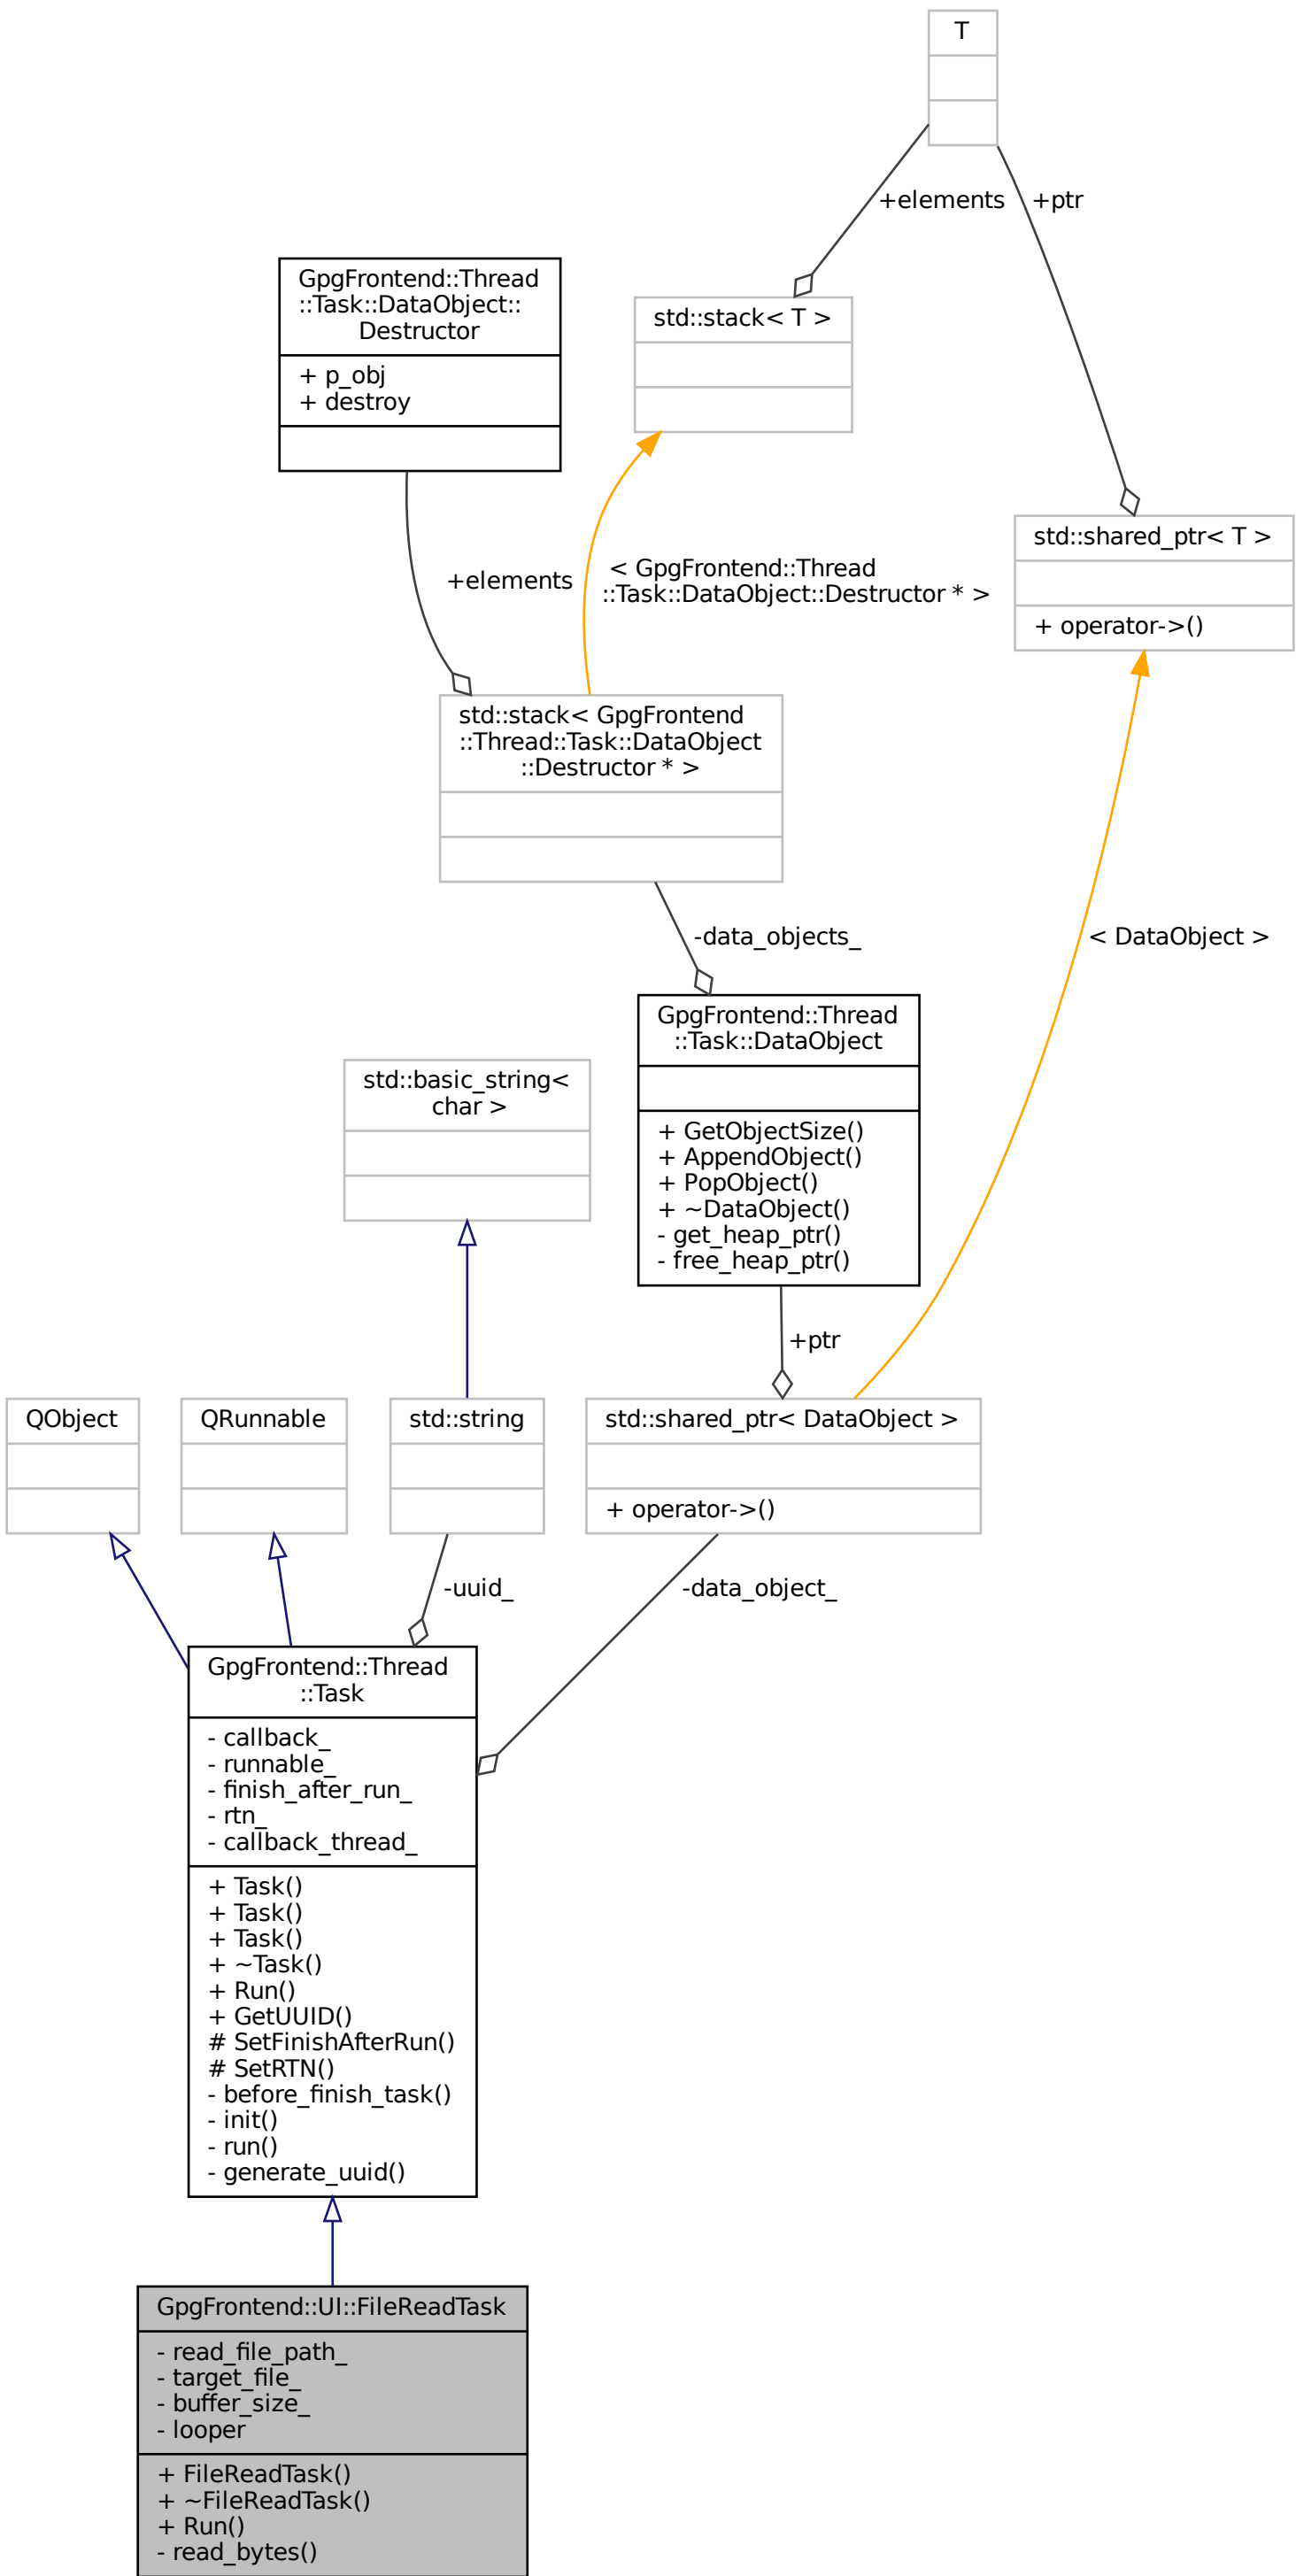 T
+elements
+ptr
GpgFrontend::Thread
::Task::DataObject::
Destructor
+ p_obj
+ destroy
std::stack< T >
std::shared_ptr< T >
+ operator->()
+elements
< GpgFrontend::Thread
::Task::DataObject::Destructor * >
std::stack< GpgFrontend
::Thread::Task::DataObject
::Destructor * >
-data_objects_
< DataObject >
GpgFrontend::Thread
::Task::DataObject
+ GetObjectSize()
+ AppendObject()
+ PopObject()
+ ~DataObject()
- get_heap_ptr()
- free_heap_ptr()
std::basic_string<
char >
+ptr
QObject
QRunnable
std::string
std::shared_ptr< DataObject >
+ operator->()
-uuid_
-data_object_
GpgFrontend::Thread
::Task
- callback_
- runnable_
- finish_after_run_
- rtn_
- callback_thread_
+ Task()
+ Task()
+ Task()
+ ~Task()
+ Run()
+ GetUUID()
# SetFinishAfterRun()
# SetRTN()
- before_finish_task()
- init()
- run()
- generate_uuid()
GpgFrontend::UI::FileReadTask
- read_file_path_
- target_file_
- buffer_size_
- looper
+ FileReadTask()
+ ~FileReadTask()
+ Run()
- read_bytes()